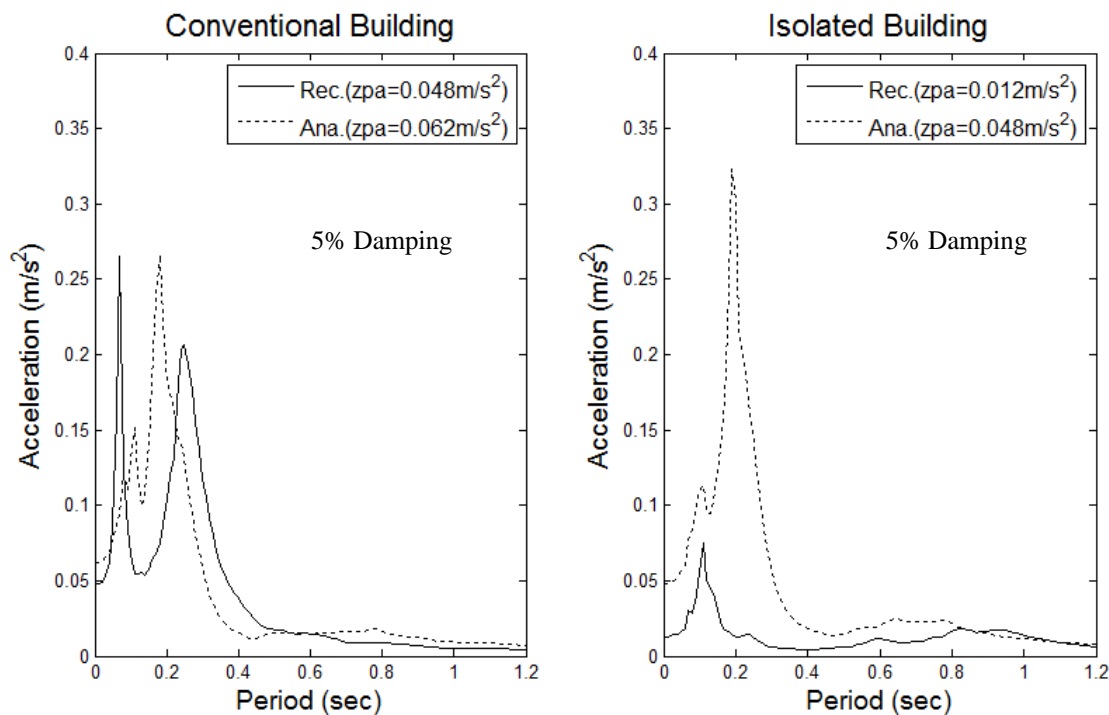 Conventional Building
0.4
0.35
0.3
0.25
0.2
0.15
0.1
0.05
0
Acceleration (m/s²)
Rec.(zpa=0.048m/s²)
Ana.(zpa=0.062m/s²)
5% Damping
0 0.2 0.4 0.6 0.8 1 1.2
Period (sec)
Isolated Building
0.4
0.35
0.3
0.25
0.2
0.15
0.1
0.05
0
Acceleration (m/s²)
Rec.(zpa=0.012m/s²)
Ana.(zpa=0.048m/s²)
5% Damping
0 0.2 0.4 0.6 0.8 1 1.2
Period (sec)